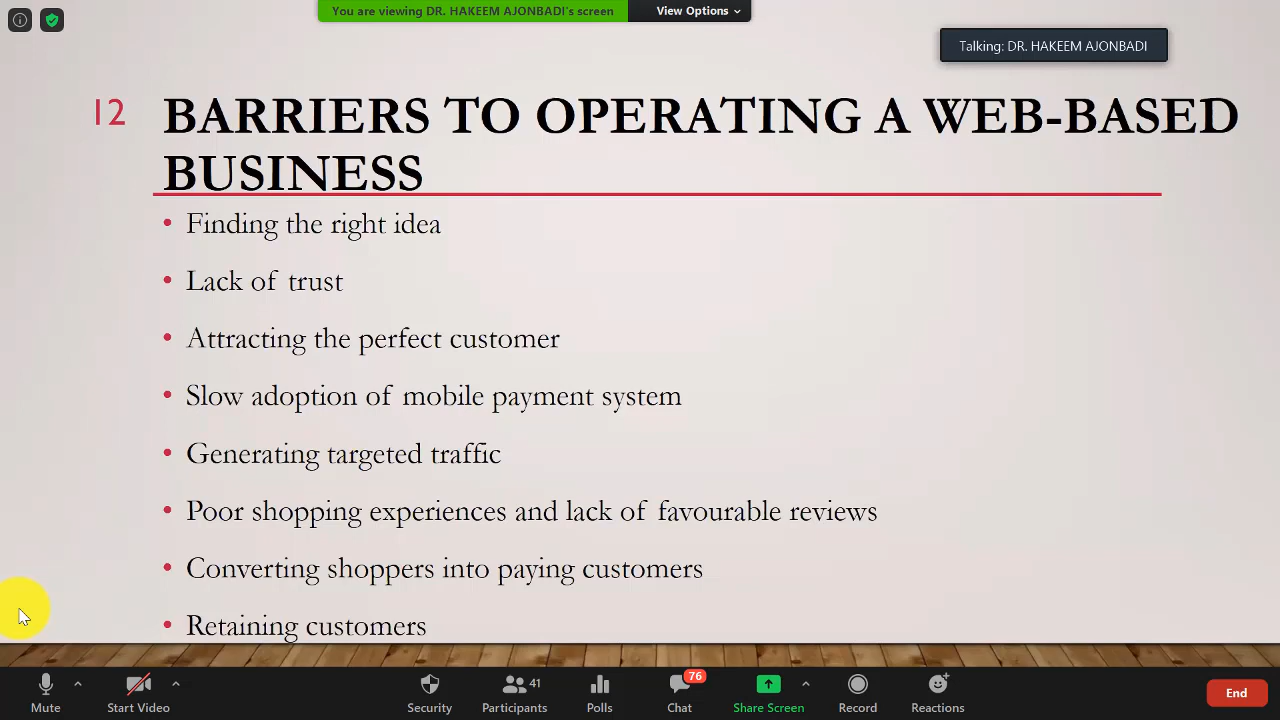 You are viewing DR. HAKEEM AJONBADI's screen
View Options
Talking: DR. HAKEEM AJONBADI
12
BARRIERS TO OPERATING A WEB-BASED
BUSINESS
• Finding the right idea
• Lack of trust
• Attracting the perfect customer
• Slow adoption of mobile payment system
• Generating targeted traffic
• Poor shopping experiences and lack of favourable reviews
• Converting shoppers into paying customers
• Retaining customers
Mute
Start Video
Security
41
Participants
Polls
76
Chat
Share Screen
Record
Reactions
End